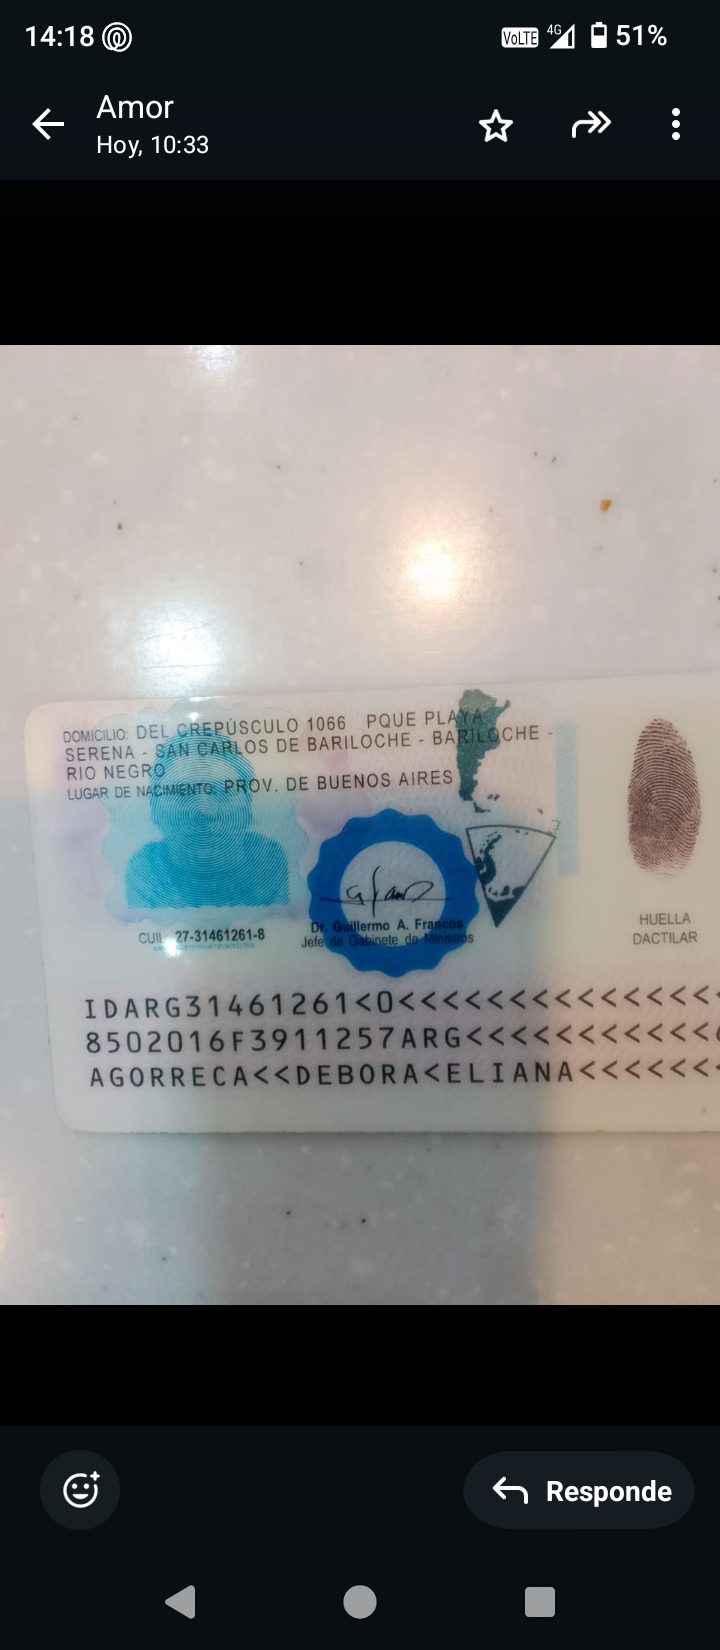 14:18
VoLTE 4G 51%
Amor
Hoy, 10:33
DOMICILIO: DEL CREPÚSCULO 1066 PQUE PLAYA
SERENA - SAN CARLOS DE BARILOCHE - BARILOCHE -
RIO NEGRO
LUGAR DE NACIMIENTO: PROV. DE BUENOS AIRES
CUIL: 27-31461261-8
Dr. Guillermo A. Francos
Jefe de Gabinete de Ministros
HUELLA
DACTILAR
IDARG31461261<0<<<<<<<<<<<<<<<
8502016F3911257ARG<<<<<<<<<<<
AGORRECA<<DEBORA<ELIANA<<<<<<
Responde